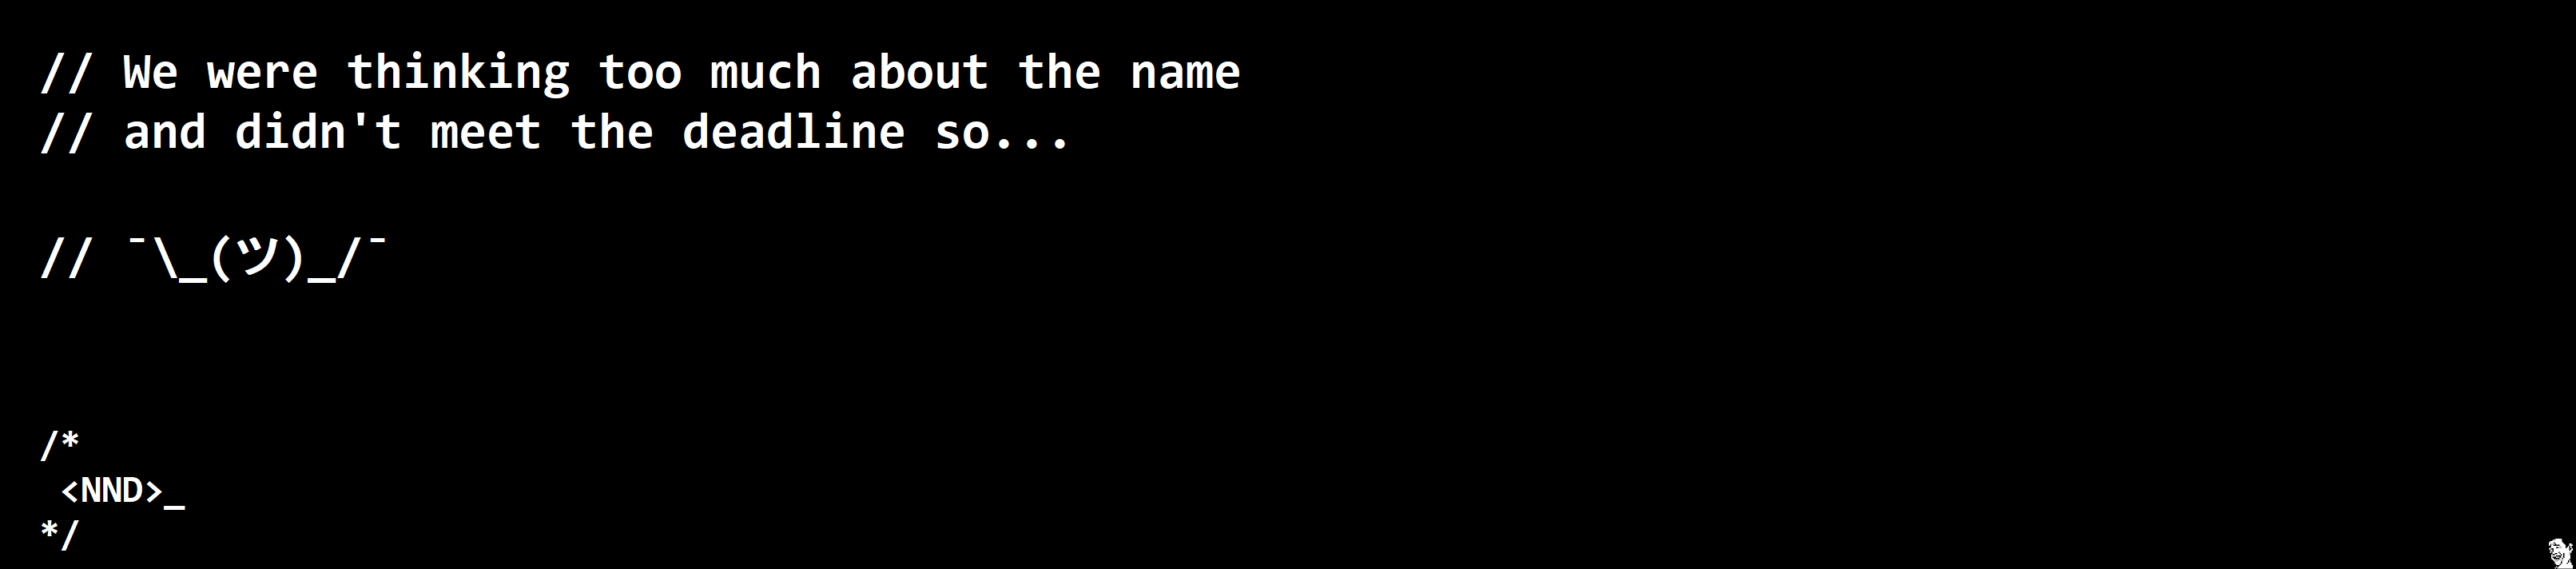 // We were thinking too much about the name
// and didn't meet the deadline so...
// ¯\_(ツ)_/¯
/*
<NND>_
*/